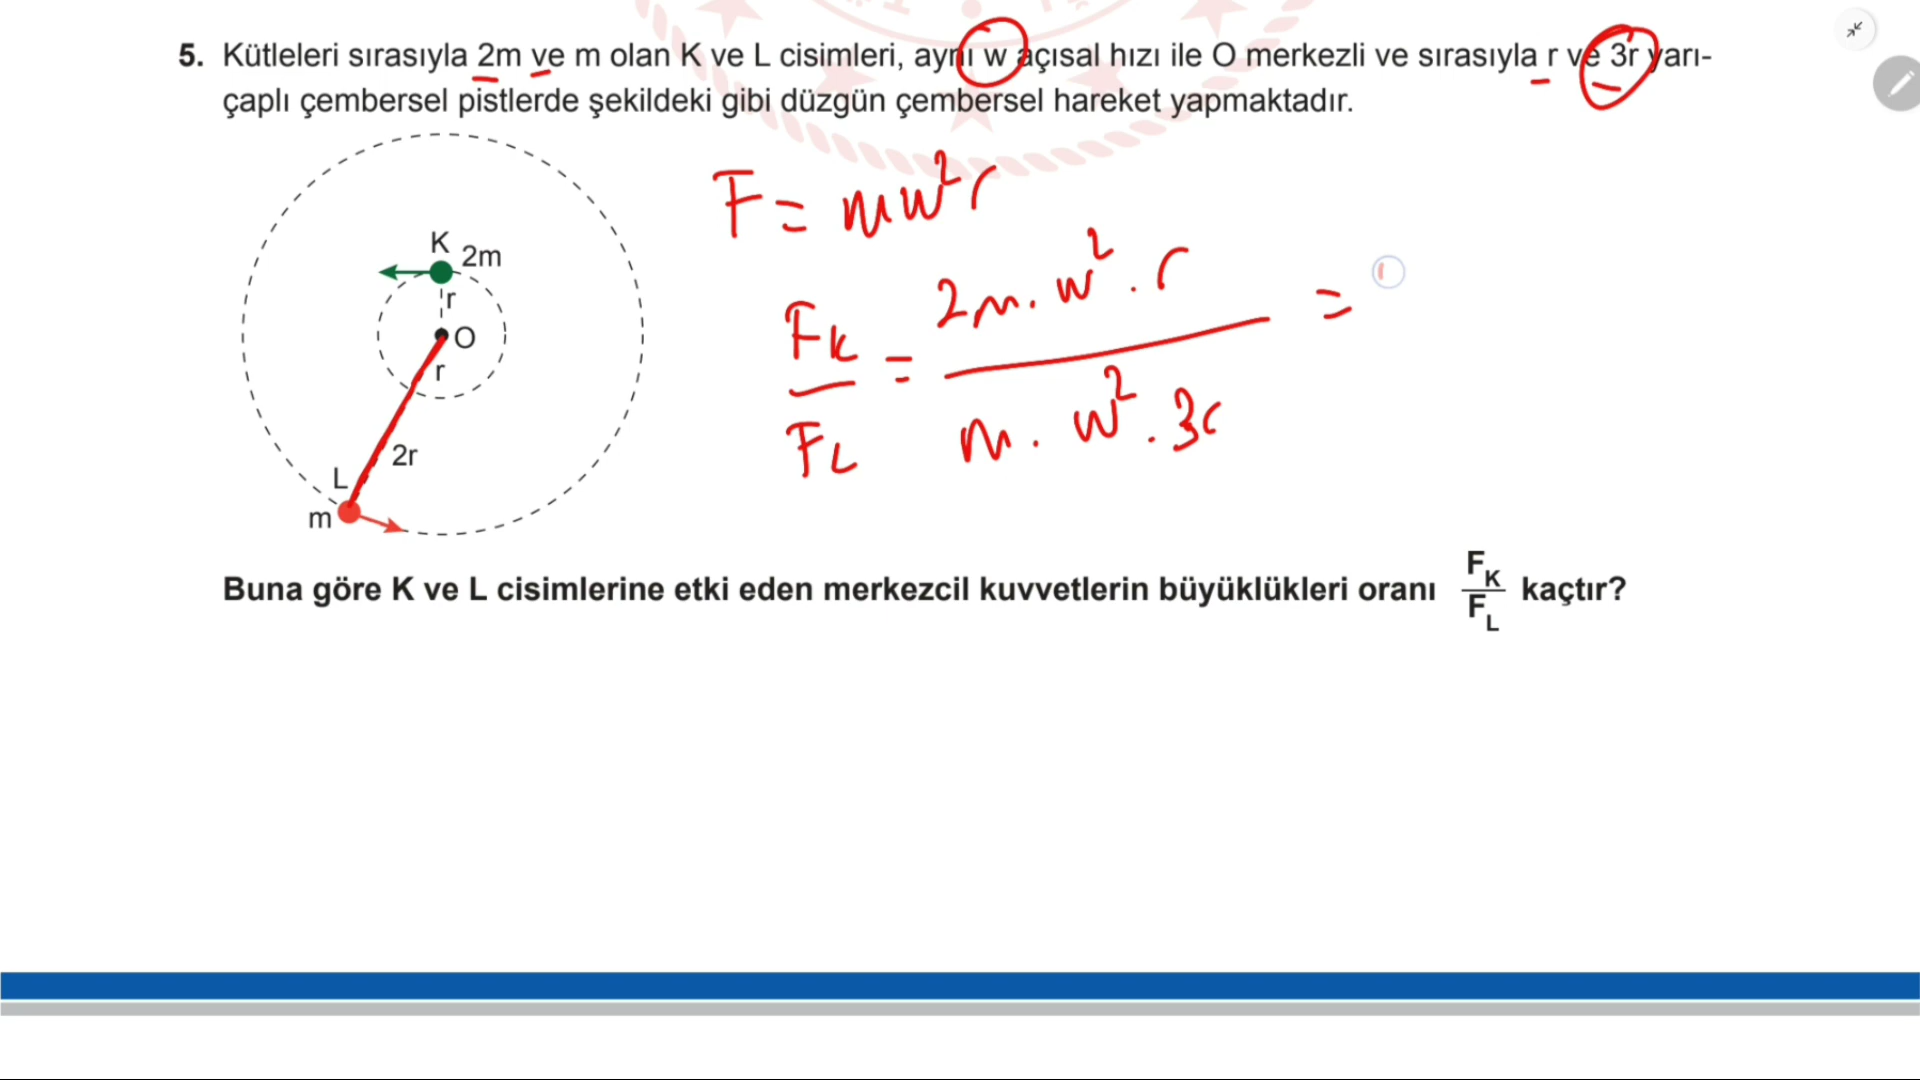 5. Kütleleri sırasıyla 2m ve m olan K ve L cisimleri, aynı w açısal hızı ile O merkezli ve sırasıyla r ve 3r yarı-
çaplı çembersel pistlerde şekildeki gibi düzgün çembersel hareket yapmaktadır.
F = mw²r
K 2m
r
O
r
2r
L
m
FK/FL = 2m.w².r / m.w².3r =
Buna göre K ve L cisimlerine etki eden merkezcil kuvvetlerin büyüklükleri oranı FK/FL kaçtır?